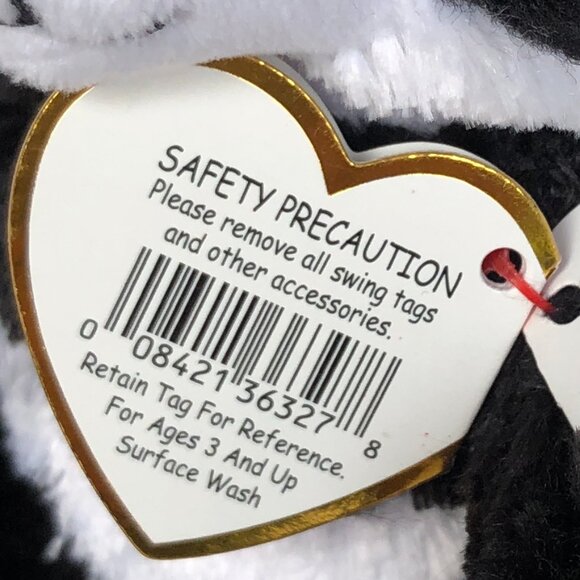 SAFETY PRECAUTION
Please remove all swing tags
and other accessories.
0 08421 36327 8
Retain Tag For Reference.
For Ages 3 And Up
Surface Wash